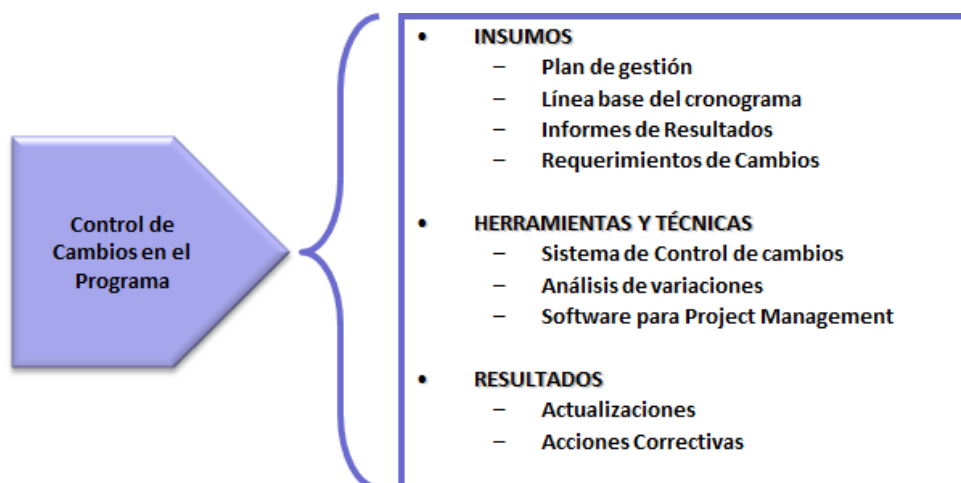 Control de
Cambios en el
Programa
• INSUMOS
– Plan de gestión
– Línea base del cronograma
– Informes de Resultados
– Requerimientos de Cambios
• HERRAMIENTAS Y TÉCNICAS
– Sistema de Control de cambios
– Análisis de variaciones
– Software para Project Management
• RESULTADOS
– Actualizaciones
– Acciones Correctivas